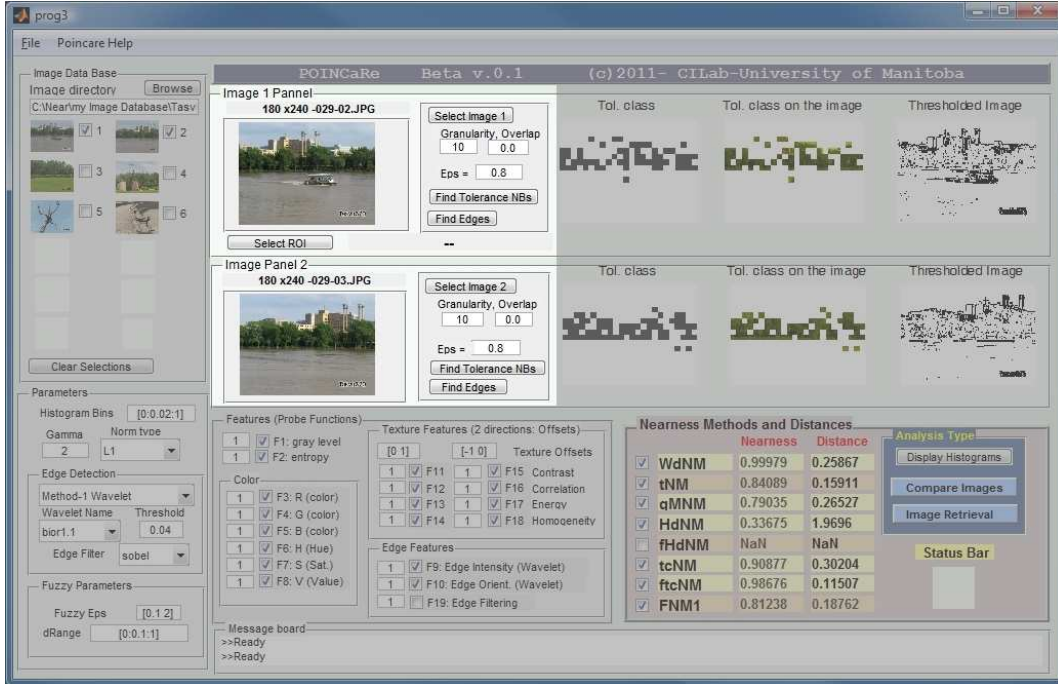 prog3
File Poincare Help
Image Data Base
Image directory Browse
C:\Near\my Image Database\Tasv
1 2
3 4
5 6
Clear Selections
POINCaRe Beta v.0.1 (c)2011- CILab-University of Manitoba
Image 1 Pannel
180 x240 -029-02.JPG
Select Image 1
Granularity, Overlap
10 0.0
Eps = 0.8
Find Tolerance NBs
Find Edges
Select ROI --
Tol. class Tol. class on the image Thresholded Image
Image Panel 2
180 x240 -029-03.JPG
Select Image 2
Granularity, Overlap
10 0.0
Eps = 0.8
Find Tolerance NBs
Find Edges
Tol. class Tol. class on the image Thresholded Image
Parameters
Histogram Bins [0:0.02:1]
Gamma Norm type
2 L1
Edge Detection
Method-1 Wavelet
Wavelet Name Threshold
bior1.1 0.04
Edge Filter sobel
Fuzzy Parameters
Fuzzy Eps [0.1 2]
dRange [0:0.1:1]
Features (Probe Functions)
1 F1: gray level
1 F2: entropy
Color
1 F3: R (color)
1 F4: G (color)
1 F5: B (color)
1 F6: H (Hue)
1 F7: S (Sat.)
1 F8: V (Value)
Texture Features (2 directions: Offsets)
[0 1] [-1 0] Texture Offsets
1 F11 1 F15 Contrast
1 F12 1 F16 Correlation
1 F13 1 F17 Energy
1 F14 1 F18 Homogeneity
Edge Features
1 F9: Edge Intensity (Wavelet)
1 F10: Edge Orient. (Wavelet)
1 F19: Edge Filtering
Nearness Methods and Distances
Nearness Distance
WdNM 0.99979 0.25867
tNM 0.84089 0.15911
qMNM 0.79035 0.26527
HdNM 0.33675 1.9696
fHdNM NaN NaN
tcNM 0.90877 0.30204
ftcNM 0.98676 0.11507
FNM1 0.81238 0.18762
Analysis Type
Display Histograms
Compare Images
Image Retrieval
Status Bar
Message board
>>Ready
>>Ready